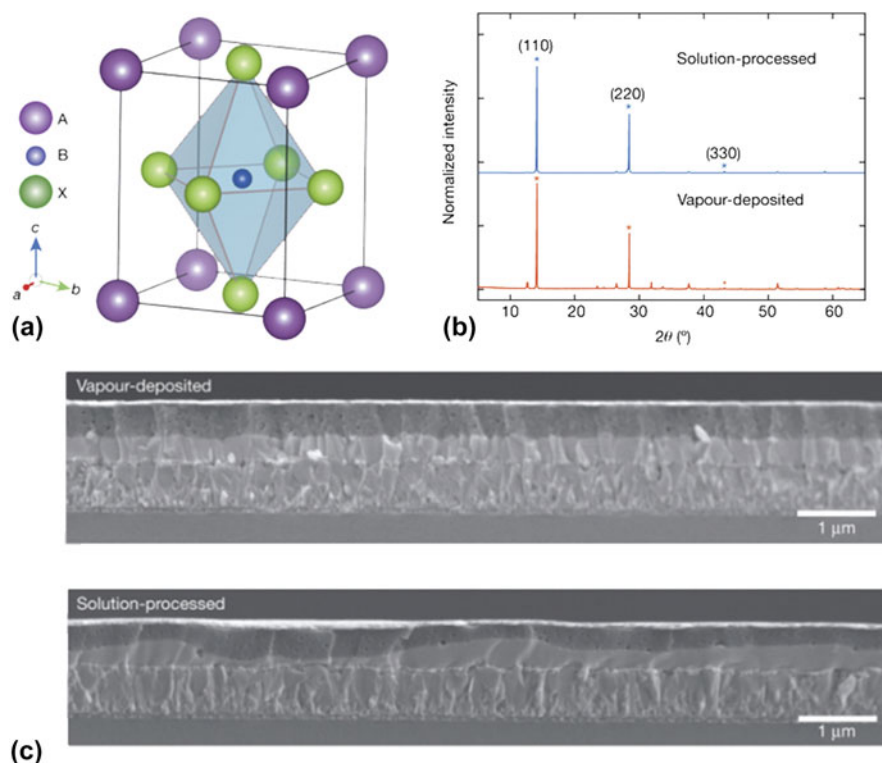 A
B
X
c
a
b
(a)
Normalized intensity
(110)
Solution-processed
(220)
(330)
Vapour-deposited
10
20
30
40
50
60
2θ (º)
(b)
Vapour-deposited
1 μm
Solution-processed
1 μm
(c)